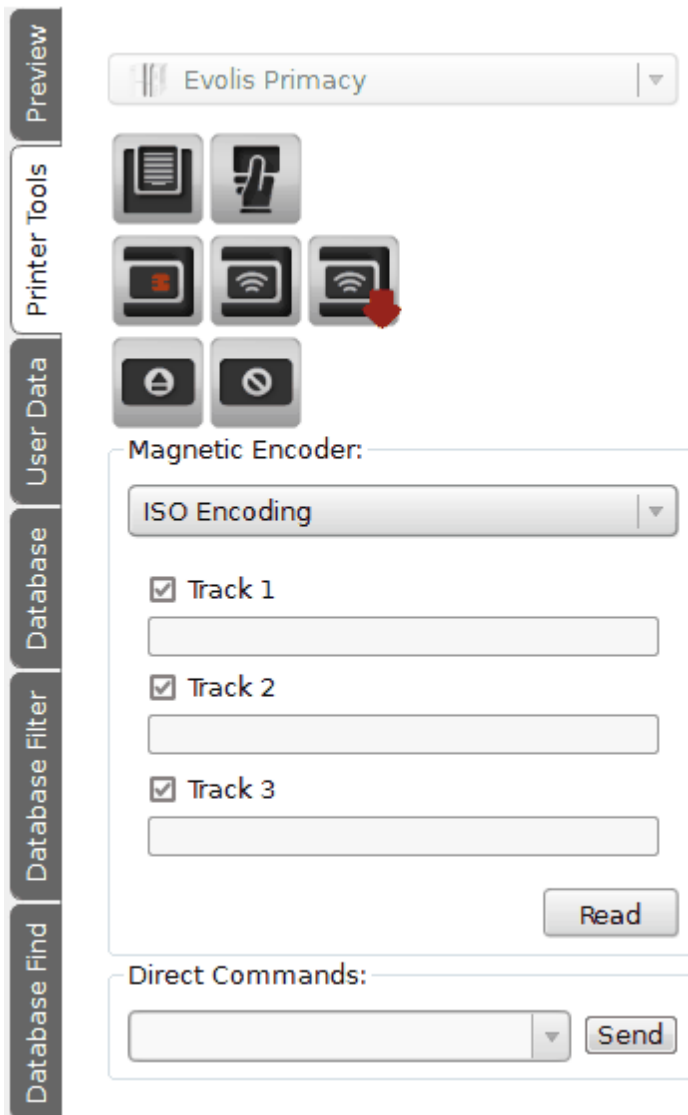 Preview
Printer Tools
User Data
Database
Database Filter
Database Find
Evolis Primacy
Magnetic Encoder:
ISO Encoding
Track 1
Track 2
Track 3
Read
Direct Commands:
Send